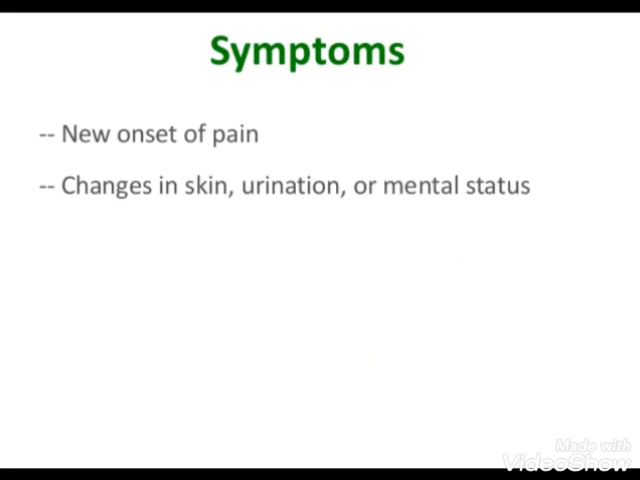 Symptoms
-- New onset of pain
-- Changes in skin, urination, or mental status
Made with
VideoShow